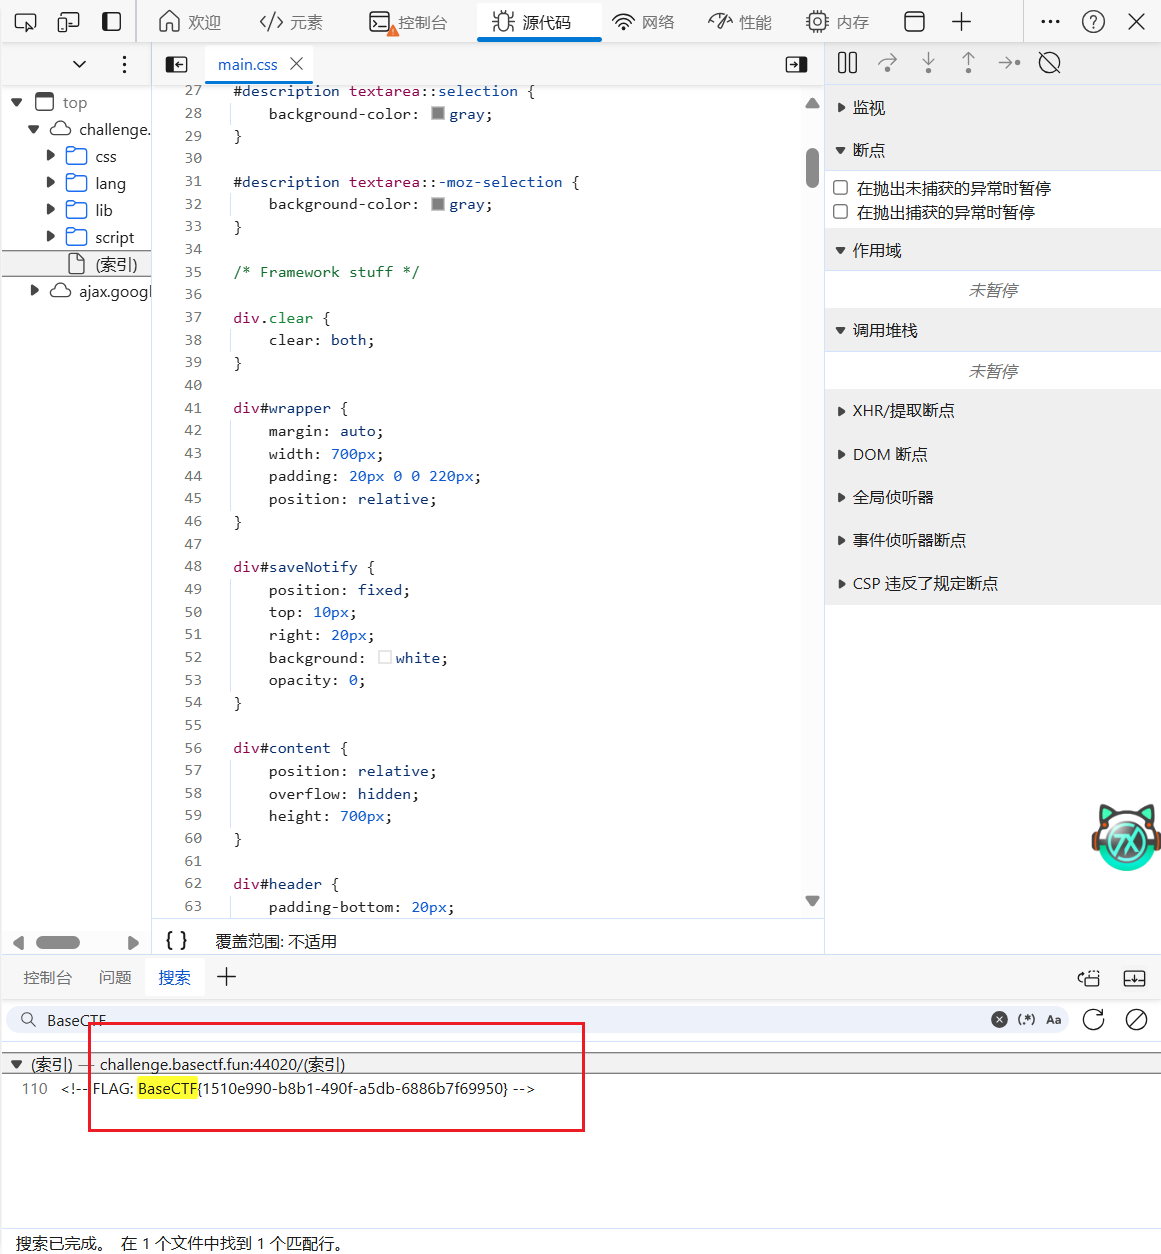 欢迎 元素 控制台 源代码 网络 性能 内存
main.css
top
challenge.
css
lang
lib
script
(索引)
ajax.googl
27 #description textarea::selection {
28 background-color: gray;
29 }
30
31 #description textarea::-moz-selection {
32 background-color: gray;
33 }
34
35 /* Framework stuff */
36
37 div.clear {
38 clear: both;
39 }
40
41 div#wrapper {
42 margin: auto;
43 width: 700px;
44 padding: 20px 0 0 220px;
45 position: relative;
46 }
47
48 div#saveNotify {
49 position: fixed;
50 top: 10px;
51 right: 20px;
52 background: white;
53 opacity: 0;
54 }
55
56 div#content {
57 position: relative;
58 overflow: hidden;
59 height: 700px;
60 }
61
62 div#header {
63 padding-bottom: 20px;
{ } 覆盖范围: 不适用
监视
断点
在抛出未捕获的异常时暂停
在抛出捕获的异常时暂停
作用域
未暂停
调用堆栈
未暂停
XHR/提取断点
DOM 断点
全局侦听器
事件侦听器断点
CSP 违反了规定断点
控制台 问题 搜索
BaseCTF (.*) Aa
(索引) — challenge.basectf.fun:44020/(索引)
110 <!-- FLAG: BaseCTF{1510e990-b8b1-490f-a5db-6886b7f69950} -->
搜索已完成。 在 1 个文件中找到 1 个匹配行。